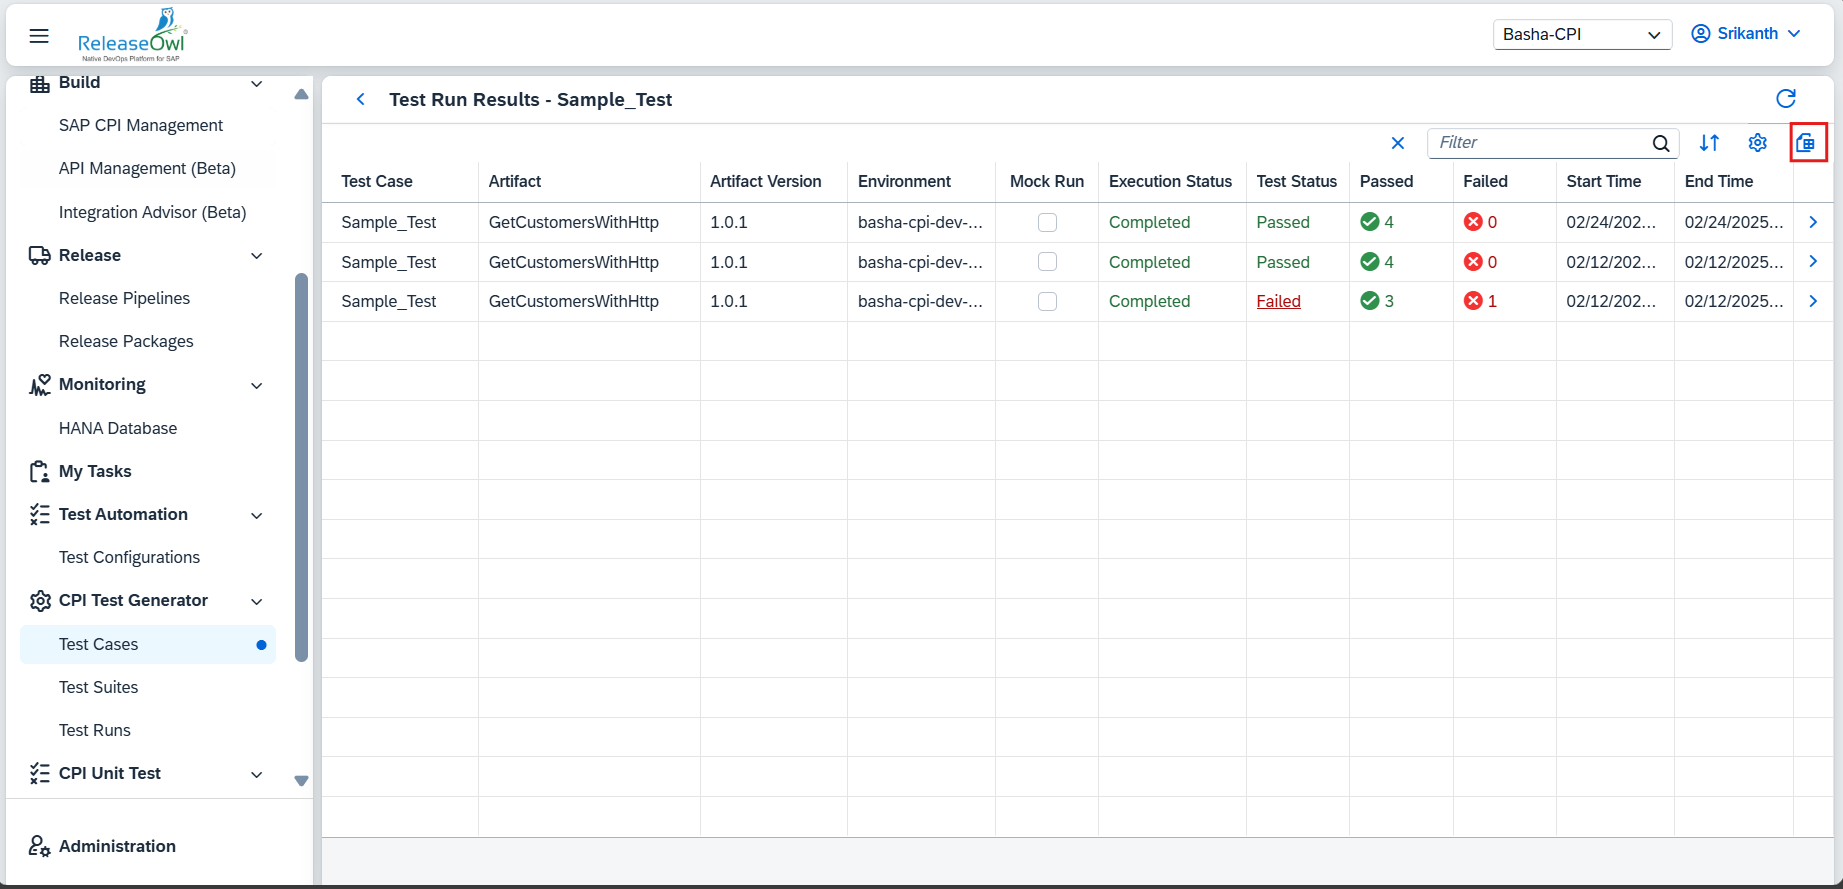 ReleaseOwl®
Native DevOps Platform for SAP
Basha-CPI
Srikanth
Build
SAP CPI Management
API Management (Beta)
Integration Advisor (Beta)
Release
Release Pipelines
Release Packages
Monitoring
HANA Database
My Tasks
Test Automation
Test Configurations
CPI Test Generator
Test Cases
Test Suites
Test Runs
CPI Unit Test
Administration
Test Run Results - Sample_Test
Filter
Test Case Artifact Artifact Version Environment Mock Run Execution Status Test Status Passed Failed Start Time End Time
Sample_Test GetCustomersWithHttp 1.0.1 basha-cpi-dev-... Completed Passed 4 0 02/24/202... 02/24/2025...
Sample_Test GetCustomersWithHttp 1.0.1 basha-cpi-dev-... Completed Passed 4 0 02/12/202... 02/12/2025...
Sample_Test GetCustomersWithHttp 1.0.1 basha-cpi-dev-... Completed Failed 3 1 02/12/202... 02/12/2025...